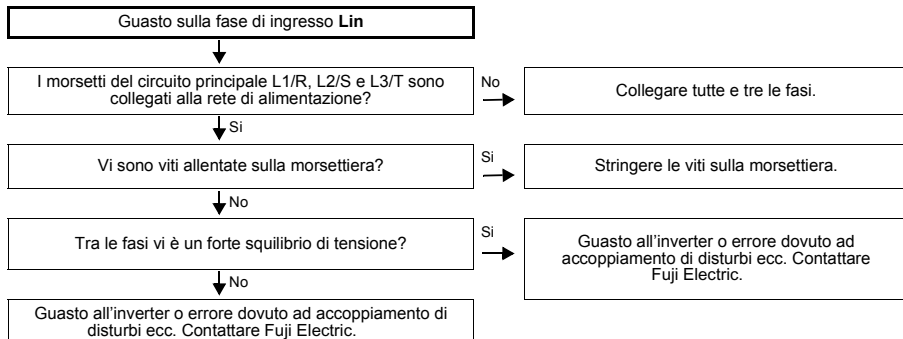 Guasto sulla fase di ingresso Lin
I morsetti del circuito principale L1/R, L2/S e L3/T sono
collegati alla rete di alimentazione?
No
Collegare tutte e tre le fasi.
Si
Vi sono viti allentate sulla morsettiera?
Si
Stringere le viti sulla morsettiera.
No
Tra le fasi vi è un forte squilibrio di tensione?
Si
Guasto all'inverter o errore dovuto ad
accoppiamento di disturbi ecc. Contattare
Fuji Electric.
No
Guasto all'inverter o errore dovuto ad accoppiamento di
disturbi ecc. Contattare Fuji Electric.